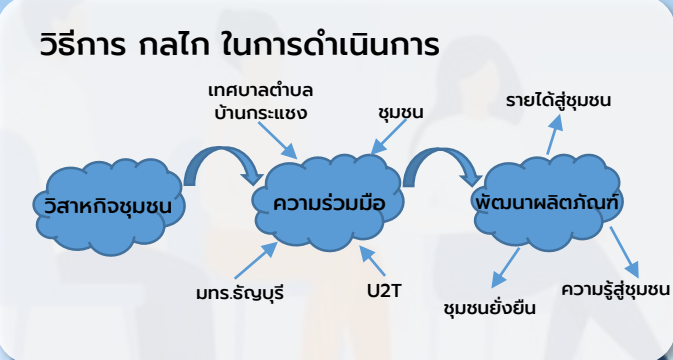 วิธีการ กลไก ในการดำเนินการ
เทศบาลตำบล
บ้านกระแชง
ชุมชน
รายได้สู่ชุมชน
วิสาหกิจชุมชน
ความร่วมมือ
พัฒนาผลิตภัณฑ์
มทร.ธัญบุรี
U2T
ชุมชนยั่งยืน
ความรู้สู่ชุมชน